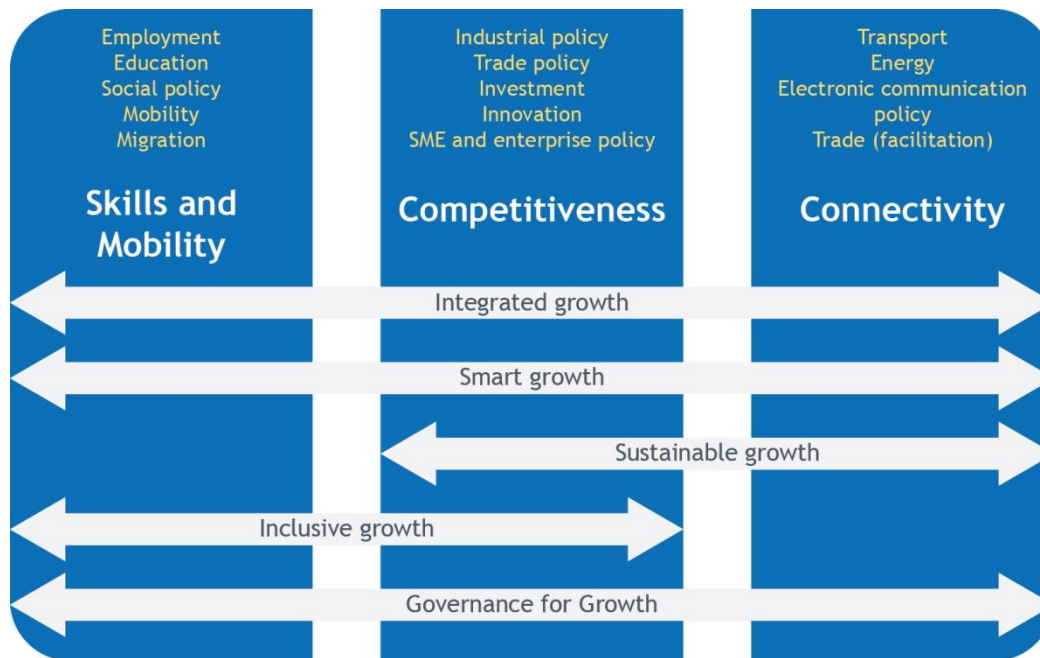 Employment
Education
Social policy
Mobility
Migration
Skills and
Mobility
Industrial policy
Trade policy
Investment
Innovation
SME and enterprise policy
Competitiveness
Transport
Energy
Electronic communication
policy
Trade (facilitation)
Connectivity
Integrated growth
Smart growth
Sustainable growth
Inclusive growth
Governance for Growth